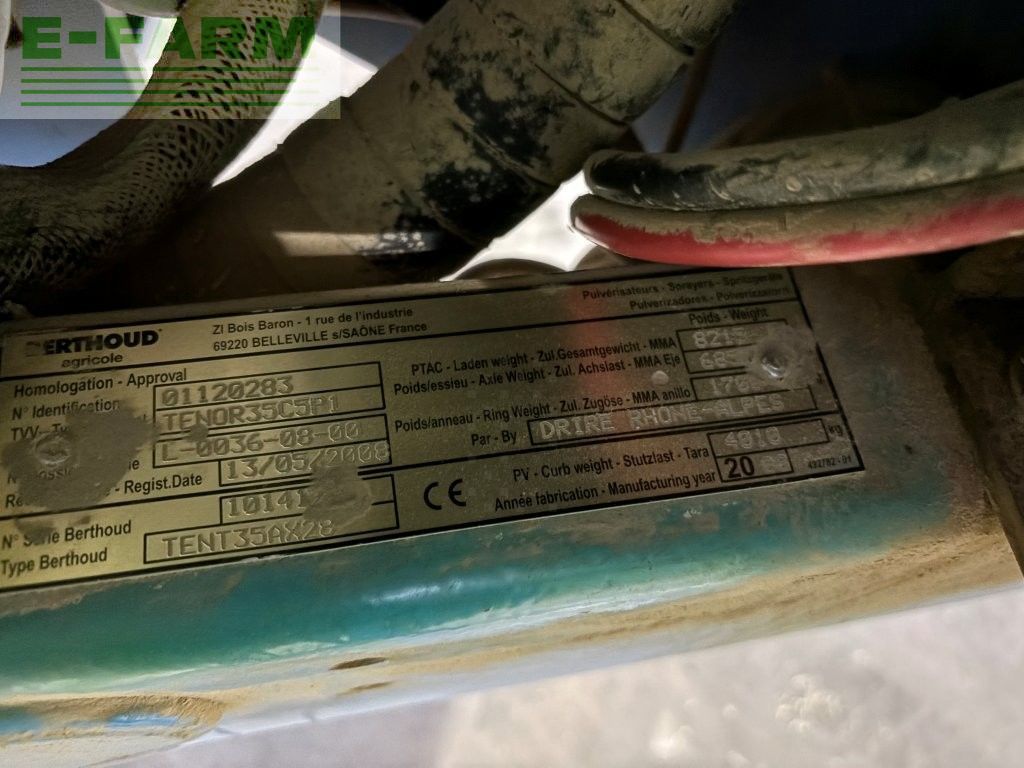 E-FARM
BERTHOUD
agricole
ZI Bois Baron - 1 rue de l'industrie
69220 BELLEVILLE s/SAÔNE France
Pulvérisateurs - Sprayers - Spritzgeräte
Pulverizadores - Polverizzatori
Homologation - Approval
01120283
N° Identification
TENOR35C5P1
TVV
L-0036-08-00
Regist.Date
13/05/2008
N° Série Berthoud
Type Berthoud
TENT35AX28
Poids - Weight
PTAC - Laden weight - Zul.Gesamtgewicht - MMA
Poids/essieu - Axle Weight - Zul. Achslast - MMA Eje
Poids/anneau - Ring Weight - Zul. Zugöse - MMA anillo
Par - By DRIRE RHONE-ALPES
PV - Curb weight - Stutzlast - Tara 4010 kg
Année fabrication - Manufacturing year 20
CE
492782 - 01